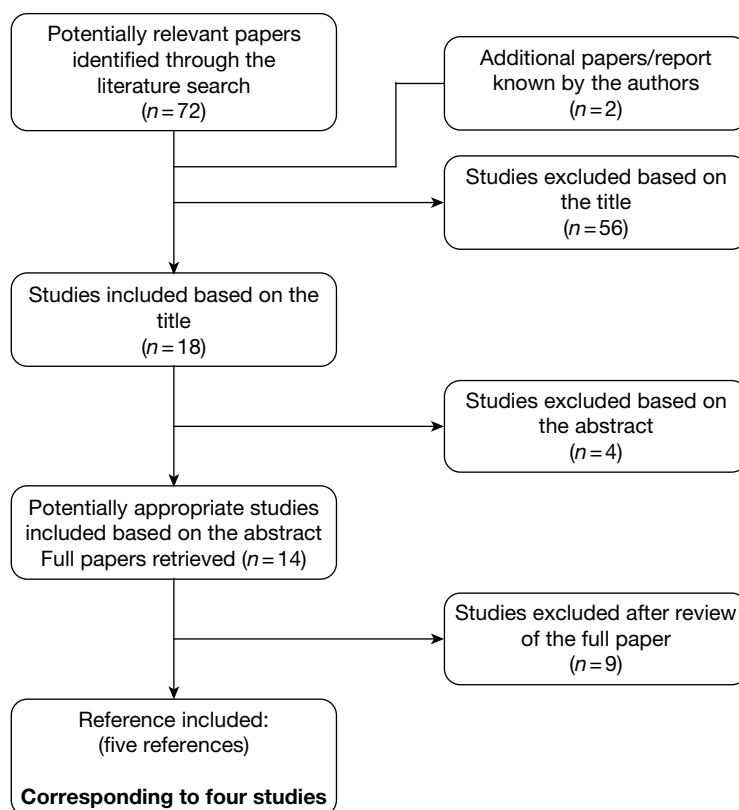 Potentially relevant papers
identified through the
literature search
(n = 72)
Additional papers/report
known by the authors
(n = 2)
Studies excluded based on
the title
(n = 56)
Studies included based on the
title
(n = 18)
Studies excluded based on
the abstract
(n = 4)
Potentially appropriate studies
included based on the abstract
Full papers retrieved (n = 14)
Studies excluded after review
of the full paper
(n = 9)
Reference included:
(five references)
Corresponding to four studies